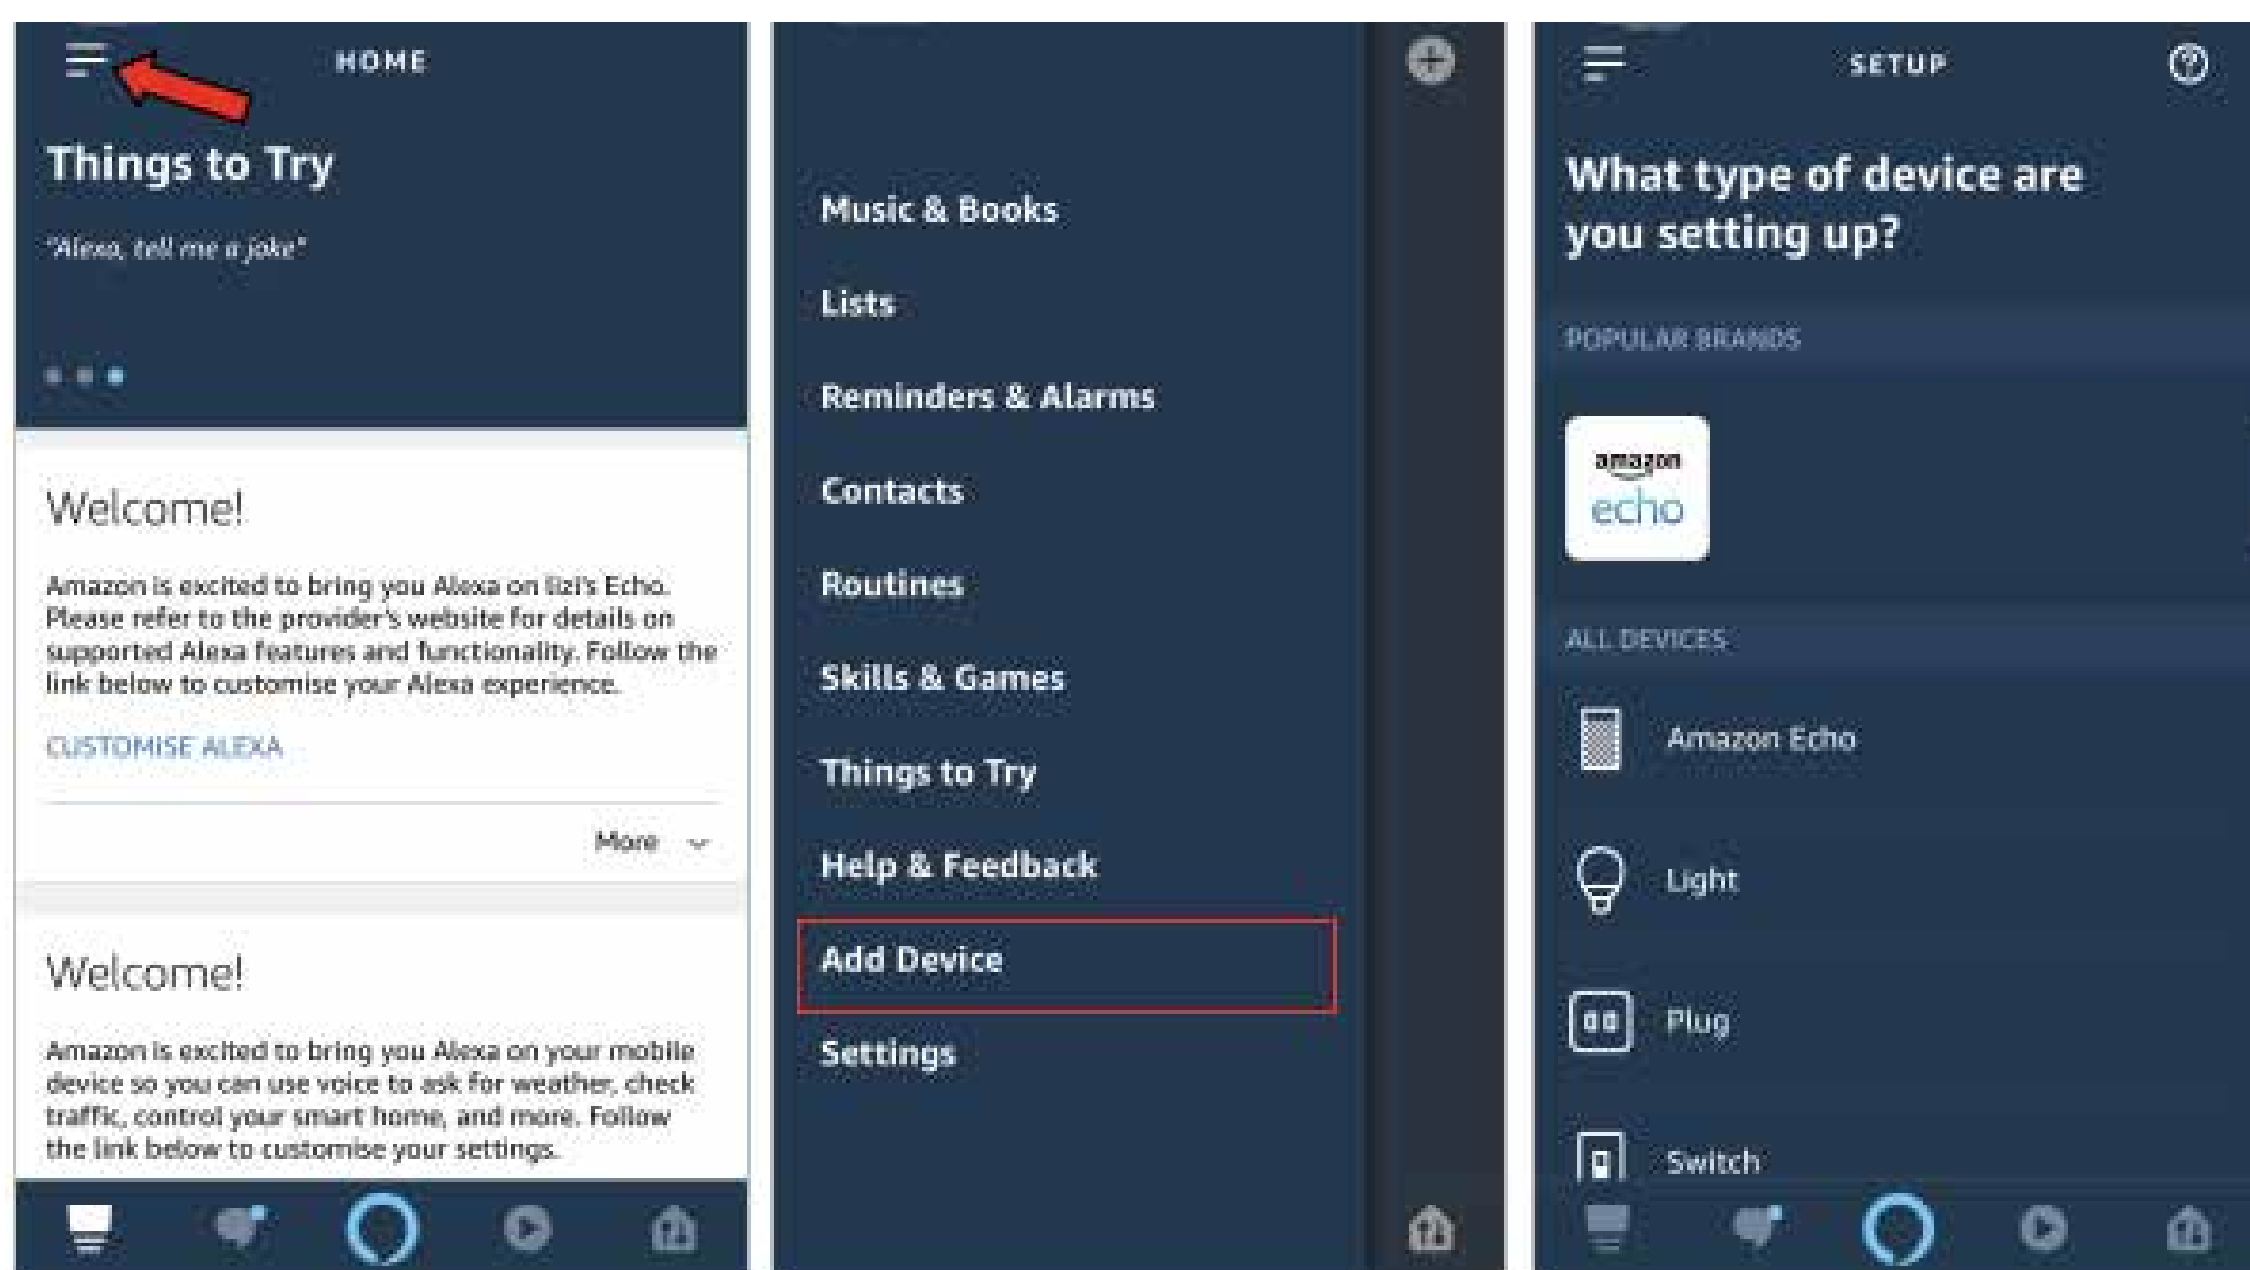 HOME
Things to Try
"Alexa, tell me a joke"
Welcome!
Amazon is excited to bring you Alexa on lizi's Echo.
Please refer to the provider's website for details on
supported Alexa features and functionality. Follow the
link below to customise your Alexa experience.
CUSTOMISE ALEXA
More
Welcome!
Amazon is excited to bring you Alexa on your mobile
device so you can use voice to ask for weather, check
traffic, control your smart home, and more. Follow
the link below to customise your settings.
Music & Books
Lists
Reminders & Alarms
Contacts
Routines
Skills & Games
Things to Try
Help & Feedback
Add Device
Settings
SETUP
What type of device are
you setting up?
POPULAR BRANDS
amazon
echo
ALL DEVICES
Amazon Echo
Light
Plug
Switch